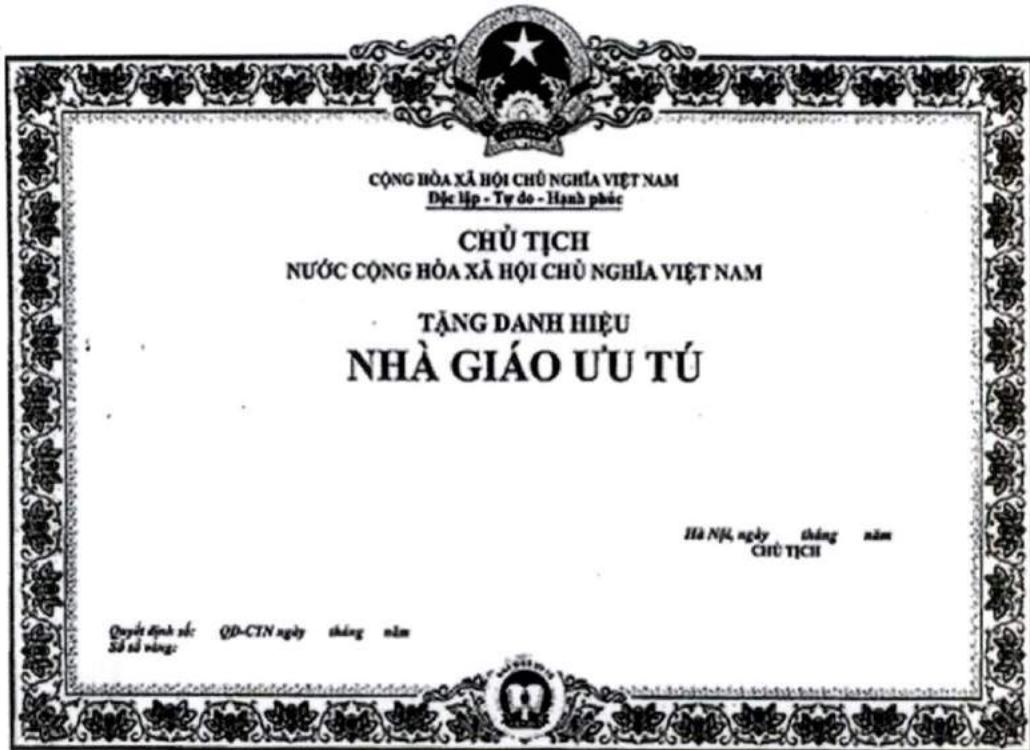 CỘNG HÒA XÃ HỘI CHỦ NGHĨA VIỆT NAM
Độc lập - Tự do - Hạnh phúc
CHỦ TỊCH
NƯỚC CỘNG HÒA XÃ HỘI CHỦ NGHĨA VIỆT NAM
TẶNG DANH HIỆU
NHÀ GIÁO ƯU TÚ
Hà Nội, ngày tháng năm
CHỦ TỊCH
Quyết định số: QĐ-CTN ngày tháng năm
Số sổ vàng: